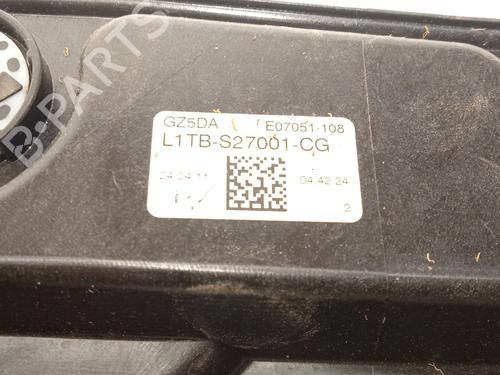 B-PARTS
GZ5DA E07051-108
L1TB-S27001-CG
24 04 11 04:42:24
2